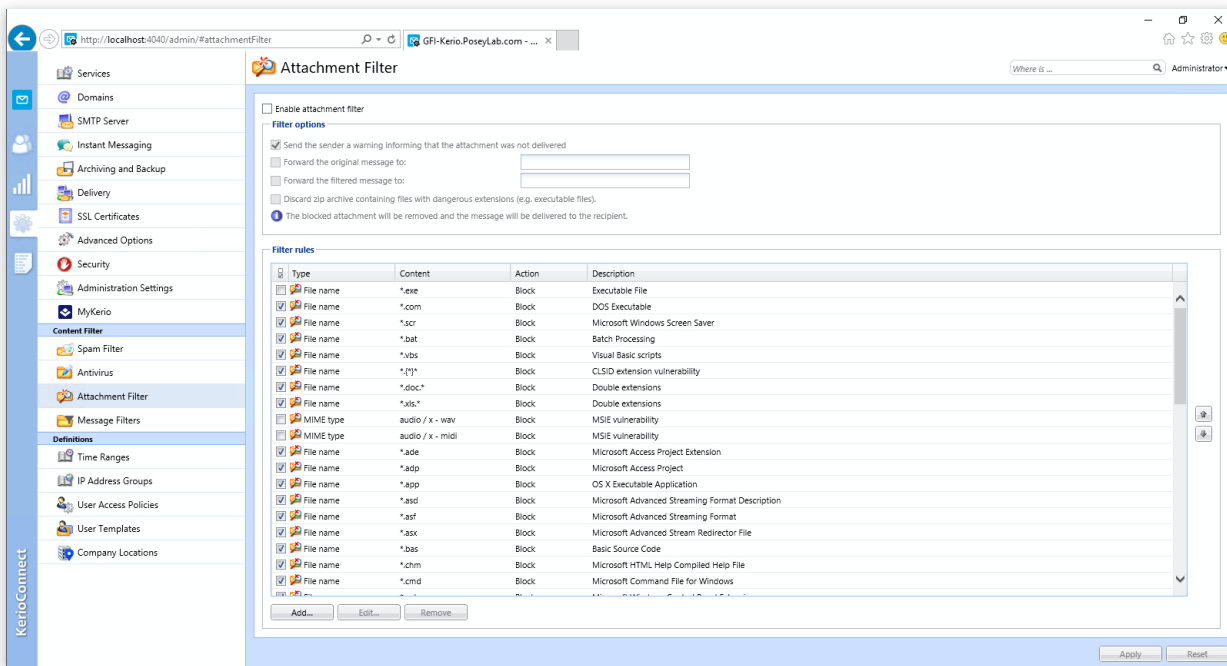 http://localhost:4040/admin/#attachmentFilter
GFI-Kerio.PoseyLab.com - ...
Services
Domains
SMTP Server
Instant Messaging
Archiving and Backup
Delivery
SSL Certificates
Advanced Options
Security
Administration Settings
MyKerio
Content Filter
Spam Filter
Antivirus
Attachment Filter
Message Filters
Definitions
Time Ranges
IP Address Groups
User Access Policies
User Templates
Company Locations
KerioConnect
Attachment Filter
Where is ...
Administrator
Enable attachment filter
Filter options
Send the sender a warning informing that the attachment was not delivered
Forward the original message to:
Forward the filtered message to:
Discard zip archive containing files with dangerous extensions (e.g. executable files).
The blocked attachment will be removed and the message will be delivered to the recipient.
Filter rules
Type Content Action Description
File name *.exe Block Executable File
File name *.com Block DOS Executable
File name *.scr Block Microsoft Windows Screen Saver
File name *.bat Block Batch Processing
File name *.vbs Block Visual Basic scripts
File name *.{*}* Block CLSID extension vulnerability
File name *.doc.* Block Double extensions
File name *.xls.* Block Double extensions
MIME type audio / x - wav Block MSIE vulnerability
MIME type audio / x - midi Block MSIE vulnerability
File name *.ade Block Microsoft Access Project Extension
File name *.adp Block Microsoft Access Project
File name *.app Block OS X Executable Application
File name *.asd Block Microsoft Advanced Streaming Format Description
File name *.asf Block Microsoft Advanced Streaming Format
File name *.asx Block Microsoft Advanced Stream Redirector File
File name *.bas Block Basic Source Code
File name *.chm Block Microsoft HTML Help Compiled Help File
File name *.cmd Block Microsoft Command File for Windows
Add... Edit... Remove
Apply Reset